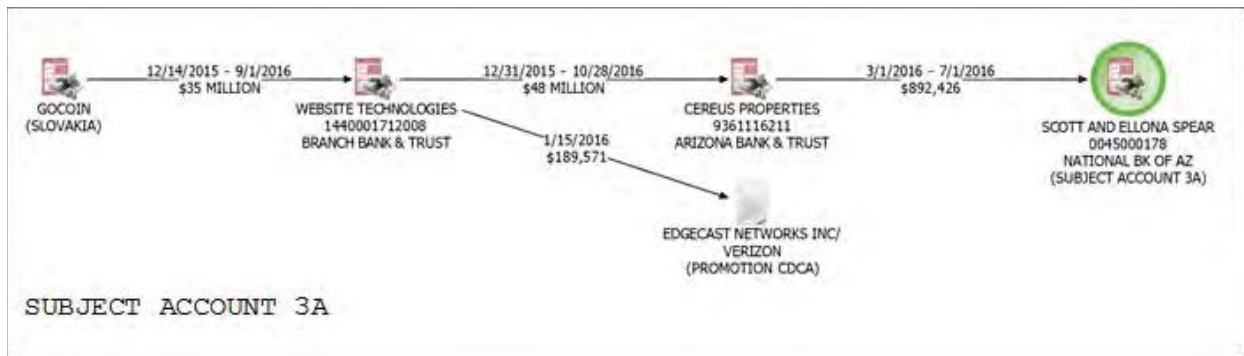 12/14/2015 - 9/1/2016
$35 MILLION
12/31/2015 - 10/28/2016
$48 MILLION
3/1/2016 - 7/1/2016
$892,426
GOCOIN
(SLOVAKIA)
WEBSITE TECHNOLOGIES
1440001712008
BRANCH BANK & TRUST
1/15/2016
$189,571
CEREUS PROPERTIES
9361116211
ARIZONA BANK & TRUST
SCOTT AND ELLONA SPEAR
0045000178
NATIONAL BK OF AZ
(SUBJECT ACCOUNT 3A)
EDGECAST NETWORKS INC/
VERIZON
(PROMOTION CDCA)
SUBJECT ACCOUNT 3A